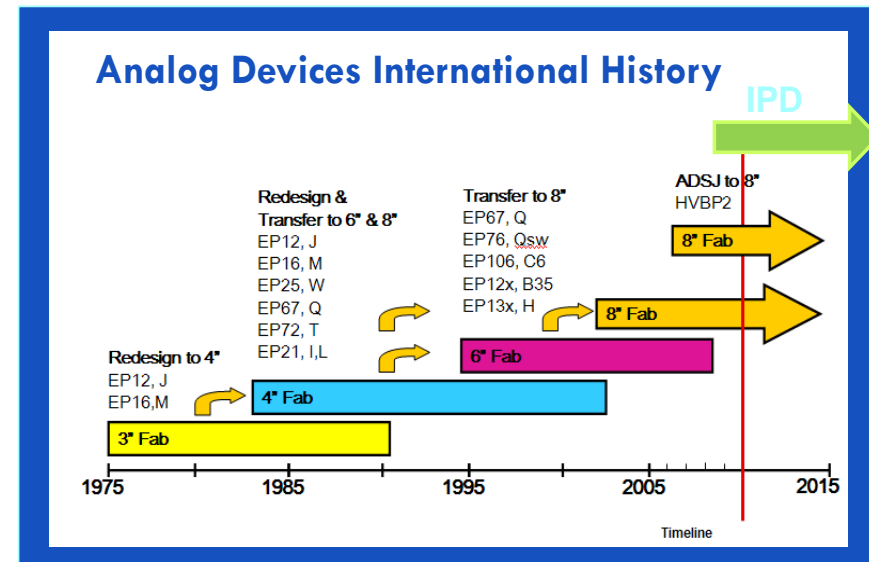 Analog Devices International History
IPD
ADSJ to 8"
HVBP2
Redesign &
Transfer to 6" & 8"
EP12, J
EP16, M
EP25, W
EP67, Q
EP72, T
EP21, I,L
Transfer to 8"
EP67, Q
EP76, Qsw
EP106, C6
EP12x, B35
EP13x, H
8" Fab
8" Fab
Redesign to 4"
EP12, J
EP16,M
6" Fab
4" Fab
3" Fab
1975
1985
1995
2005
2015
Timeline